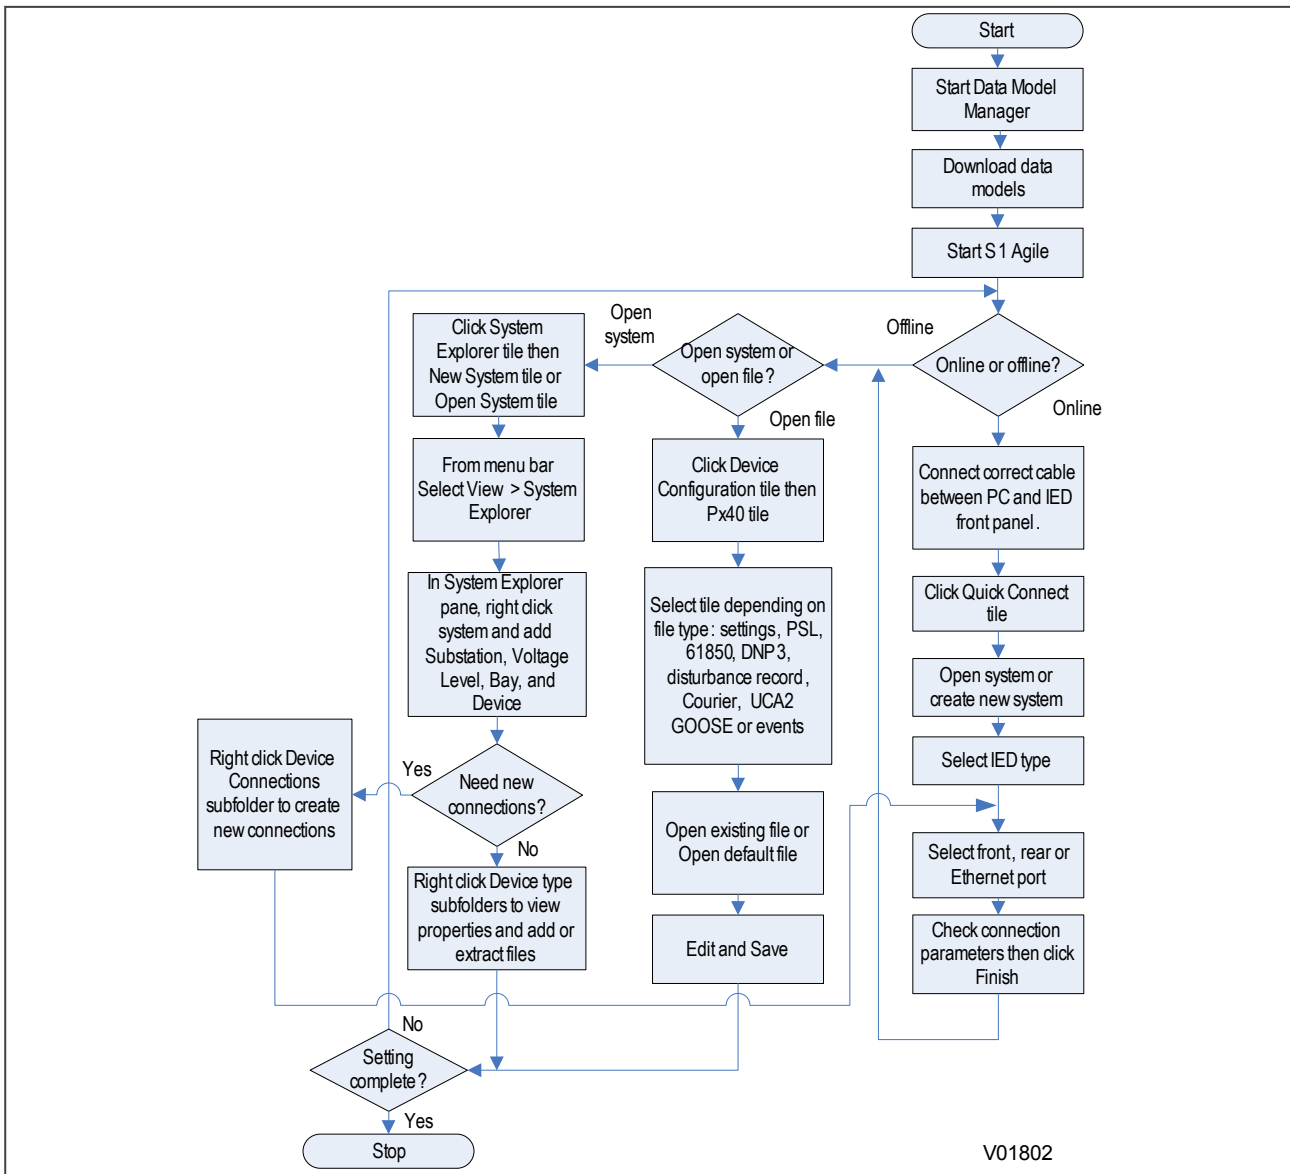 Start
Start Data Model
Manager
Download data
models
Start S1 Agile
Online or offline?
Offline
Online
Open system or
open file?
Open
system
Open file
Click System
Explorer tile then
New System tile or
Open System tile
From menu bar
Select View > System
Explorer
In System Explorer
pane, right click
system and add
Substation, Voltage
Level, Bay, and
Device
Need new
connections?
Yes
No
Right click Device
Connections
subfolder to create
new connections
Right click Device type
subfolders to view
properties and add or
extract files
Click Device
Configuration tile then
Px40 tile
Select tile depending on
file type: settings, PSL,
61850, DNP3,
disturbance record,
Courier, UCA2
GOOSE or events
Open existing file or
Open default file
Edit and Save
Connect correct cable
between PC and IED
front panel.
Click Quick Connect
tile
Open system or
create new system
Select IED type
Select front, rear or
Ethernet port
Check connection
parameters then click
Finish
No
Setting
complete?
Yes
Stop
V01802